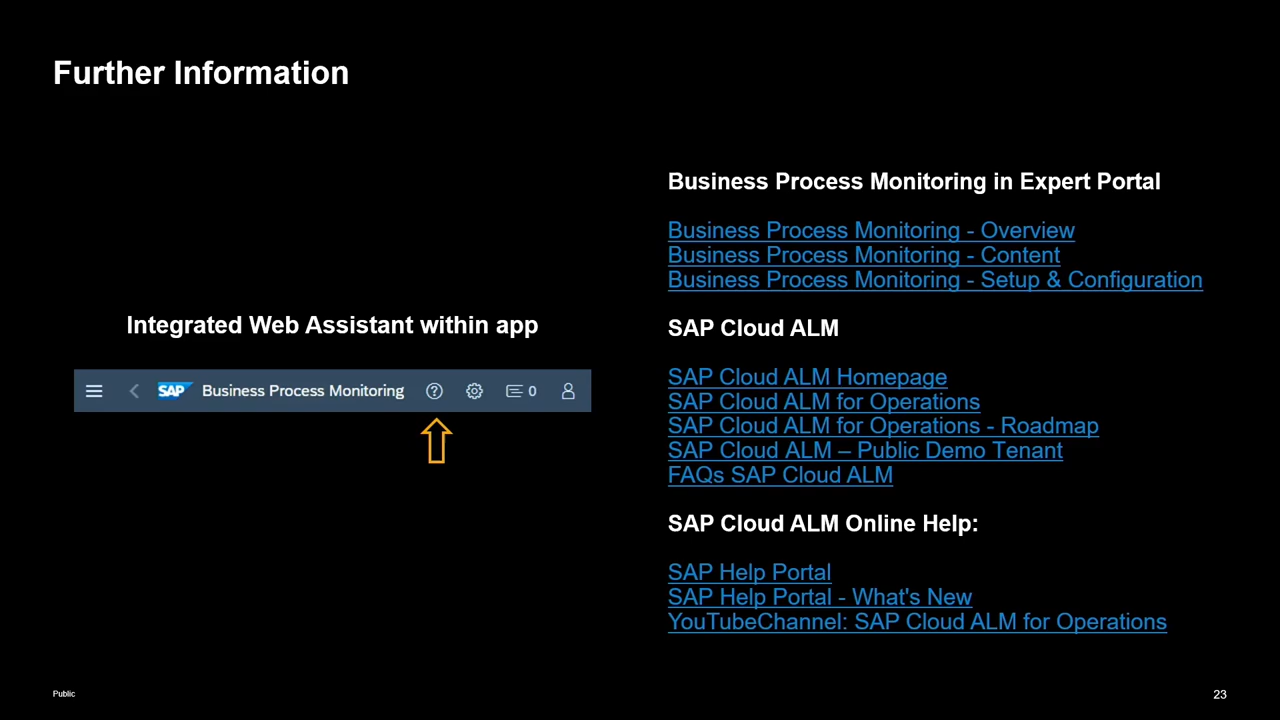 Further Information
Integrated Web Assistant within app
SAP Business Process Monitoring 0
Business Process Monitoring in Expert Portal
Business Process Monitoring - Overview
Business Process Monitoring - Content
Business Process Monitoring - Setup & Configuration
SAP Cloud ALM
SAP Cloud ALM Homepage
SAP Cloud ALM for Operations
SAP Cloud ALM for Operations - Roadmap
SAP Cloud ALM – Public Demo Tenant
FAQs SAP Cloud ALM
SAP Cloud ALM Online Help:
SAP Help Portal
SAP Help Portal - What's New
YouTubeChannel: SAP Cloud ALM for Operations
Public
23